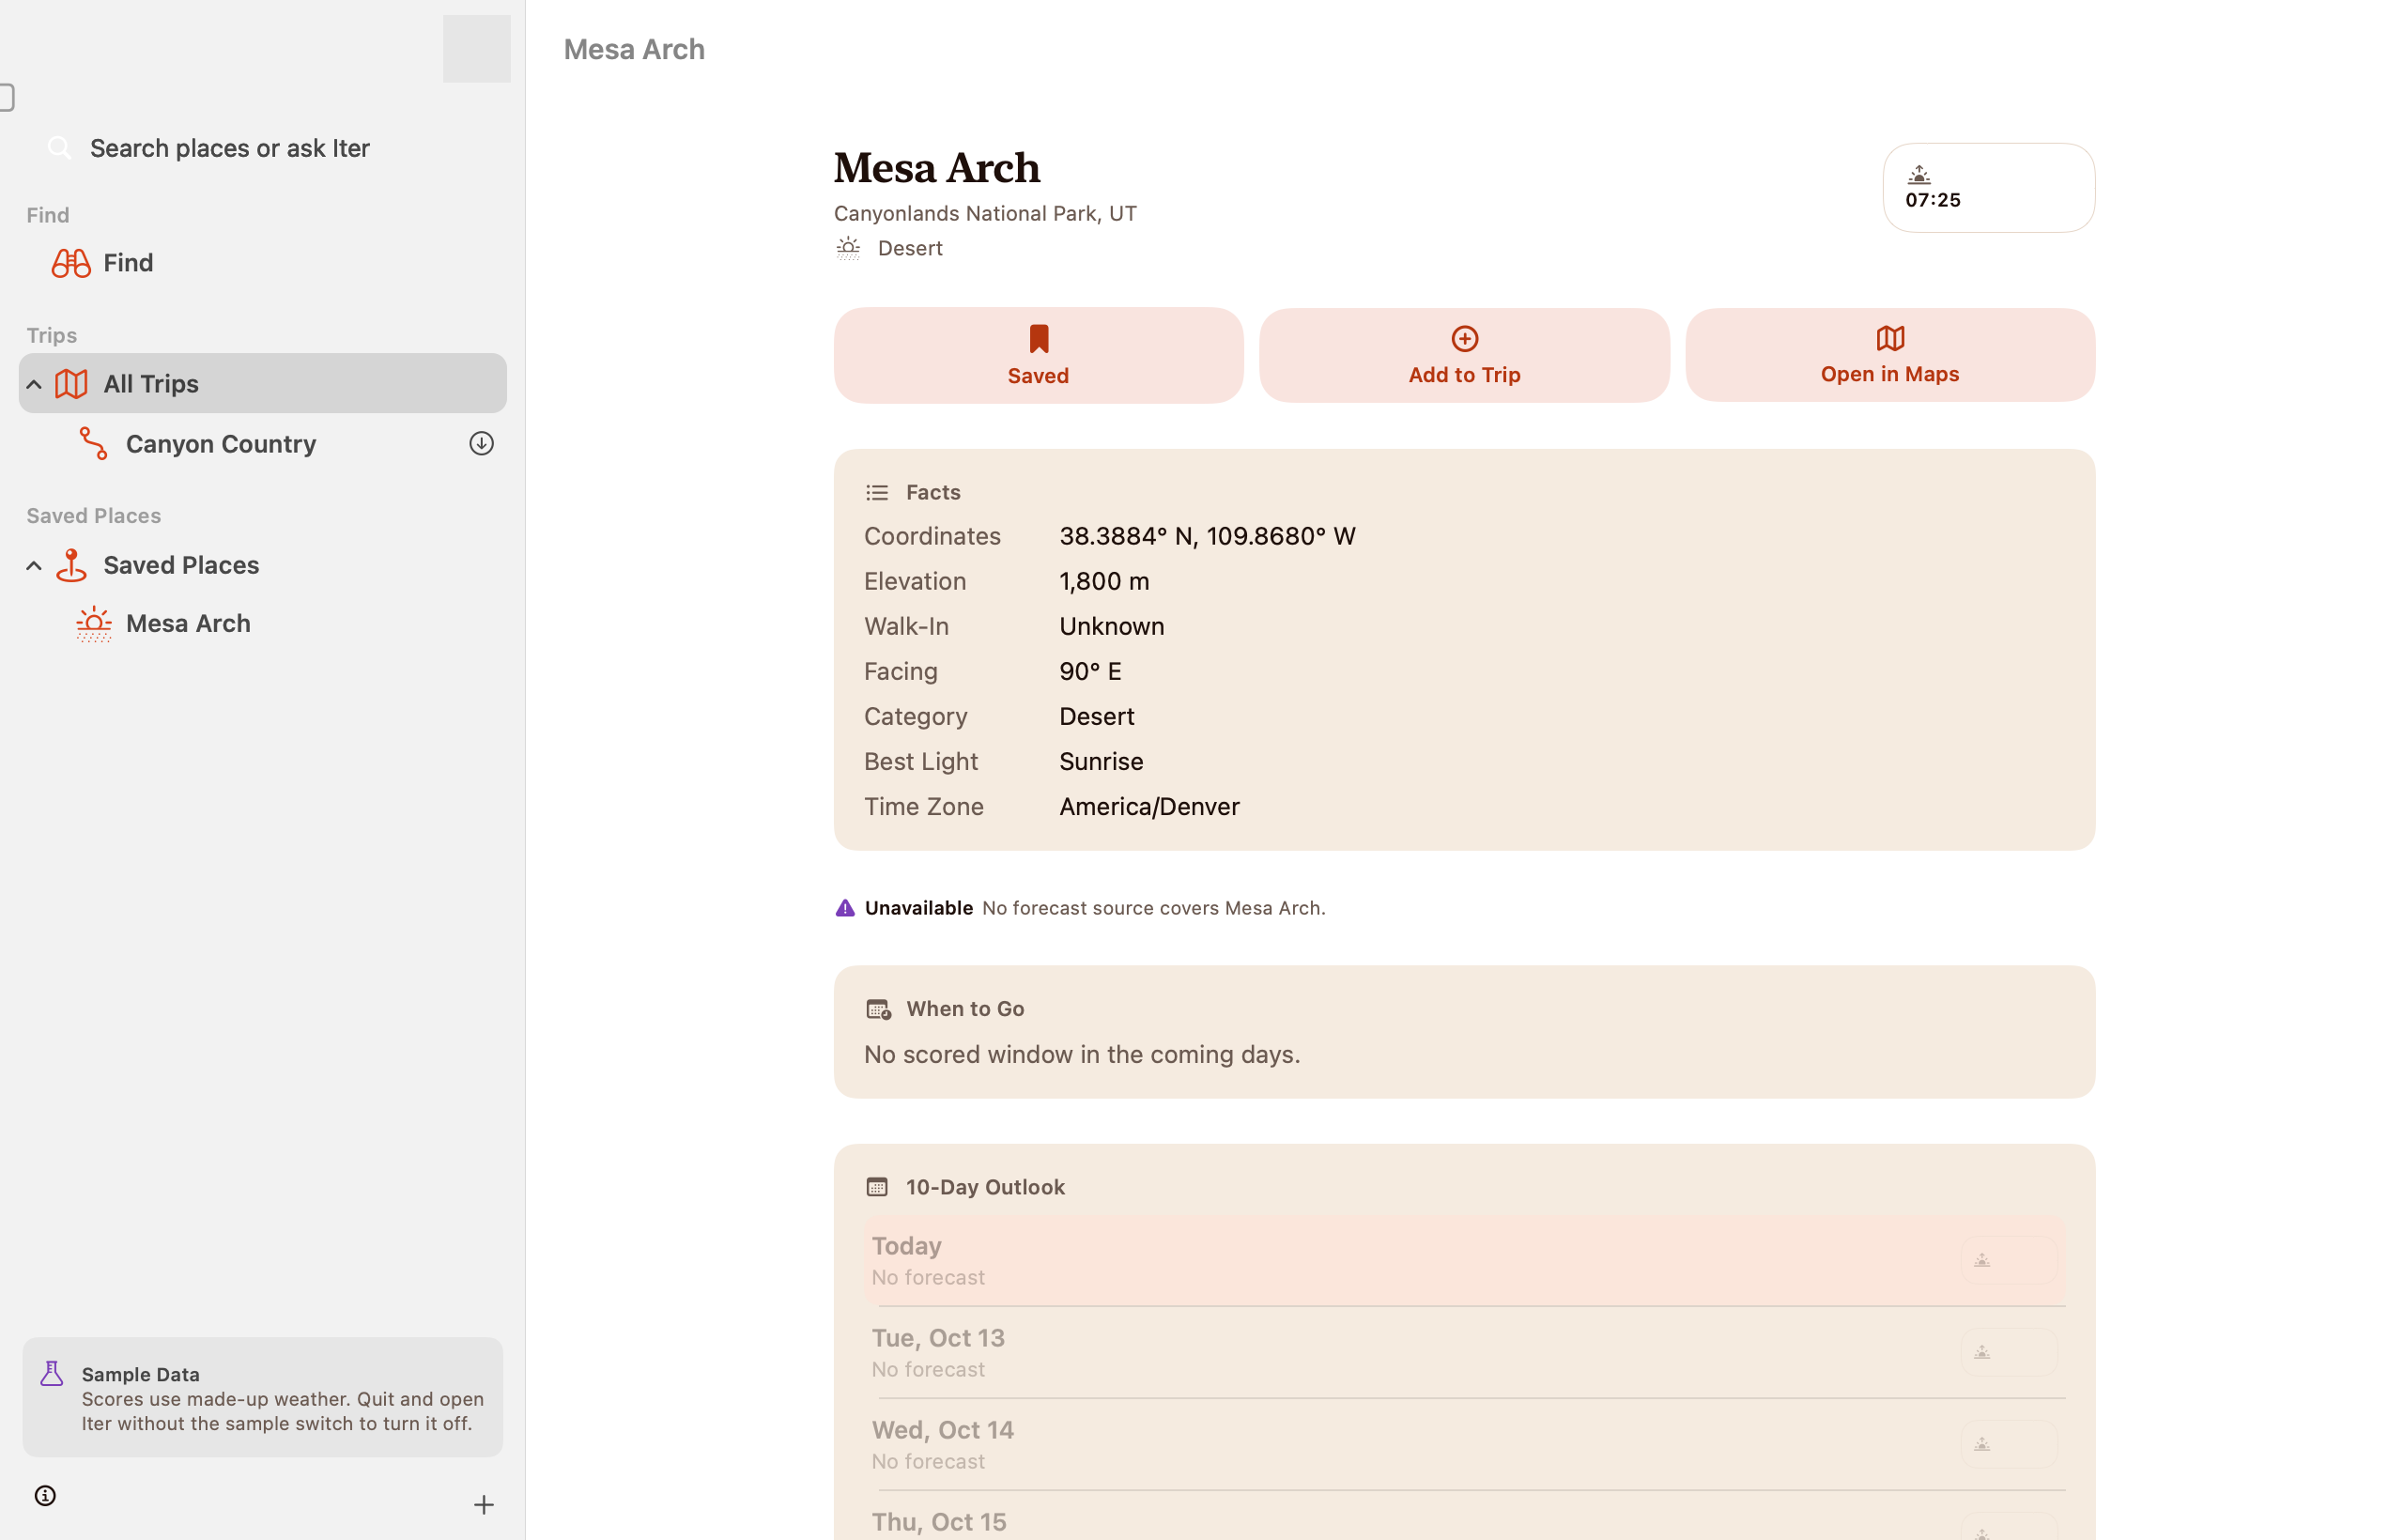 Mesa Arch
Search places or ask Iter
Find
Find
Trips
All Trips
Canyon Country
Saved Places
Saved Places
Mesa Arch
Sample Data
Scores use made-up weather. Quit and open
Iter without the sample switch to turn it off.
Mesa Arch
Canyonlands National Park, UT
Desert
07:25
Saved
Add to Trip
Open in Maps
Facts
Coordinates 38.3884° N, 109.8680° W
Elevation 1,800 m
Walk-In Unknown
Facing 90° E
Category Desert
Best Light Sunrise
Time Zone America/Denver
Unavailable No forecast source covers Mesa Arch.
When to Go
No scored window in the coming days.
10-Day Outlook
Today
No forecast
Tue, Oct 13
No forecast
Wed, Oct 14
No forecast
Thu, Oct 15